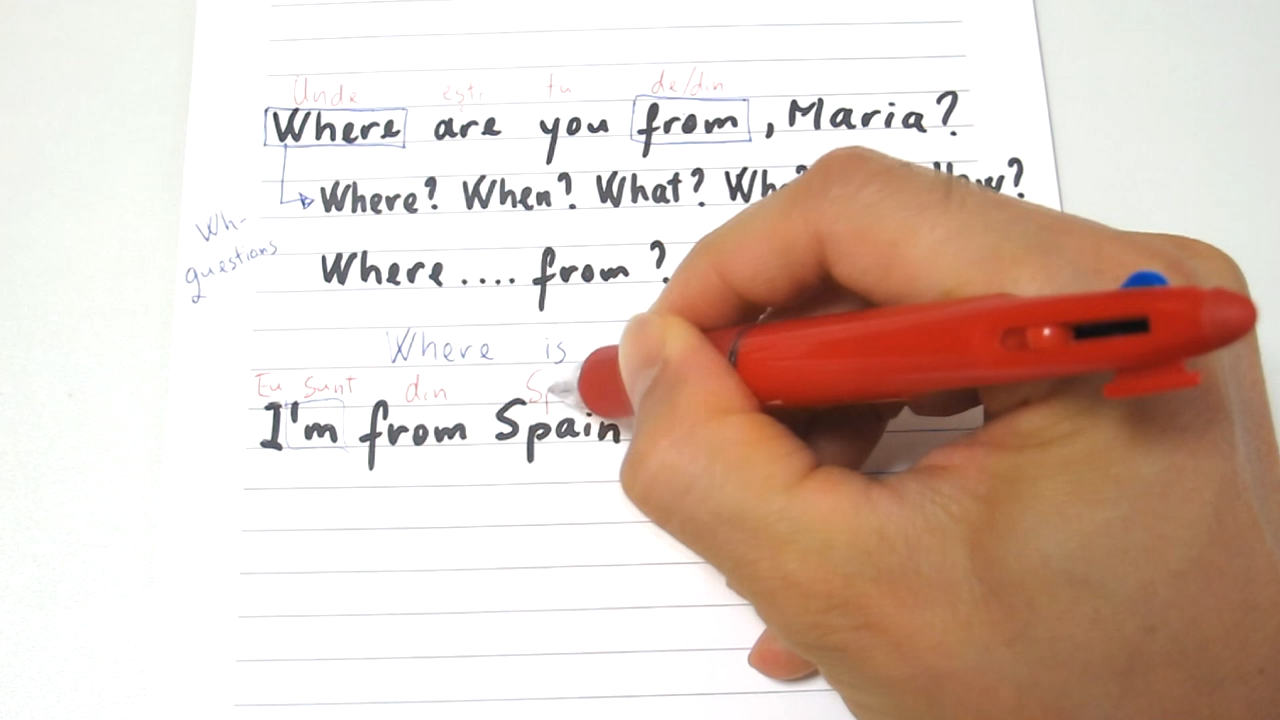 Unde ești tu de/din
Where are you from, Maria?
Where? When? What?
Wh-
questions
Where .... from?
Where is
Eu sunt din
I'm from Spain